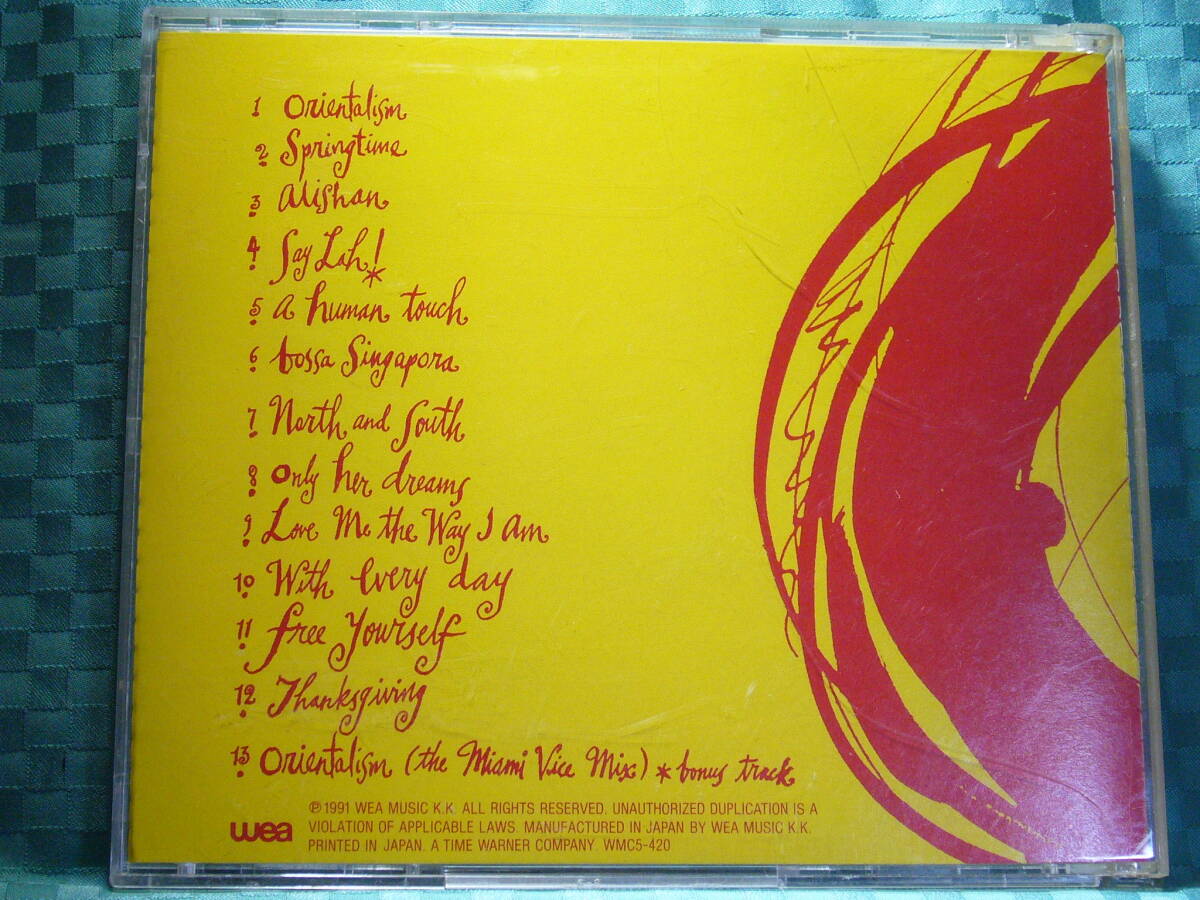 1 Orientalism
2 Springtime
3 Alishan
4 Say Lah! *
5 a human touch
6 bossa Singapora
7 North and South
8 Only her dreams
9 Love Me the Way I Am
10 With every day
11 free Yourself
12 Thanksgiving
13 Orientalism (the Miami Vice Mix) * bonus track
℗ 1991 WEA MUSIC K.K. ALL RIGHTS RESERVED. UNAUTHORIZED DUPLICATION IS A
wea VIOLATION OF APPLICABLE LAWS. MANUFACTURED IN JAPAN BY WEA MUSIC K.K.
PRINTED IN JAPAN. A TIME WARNER COMPANY. WMC5-420